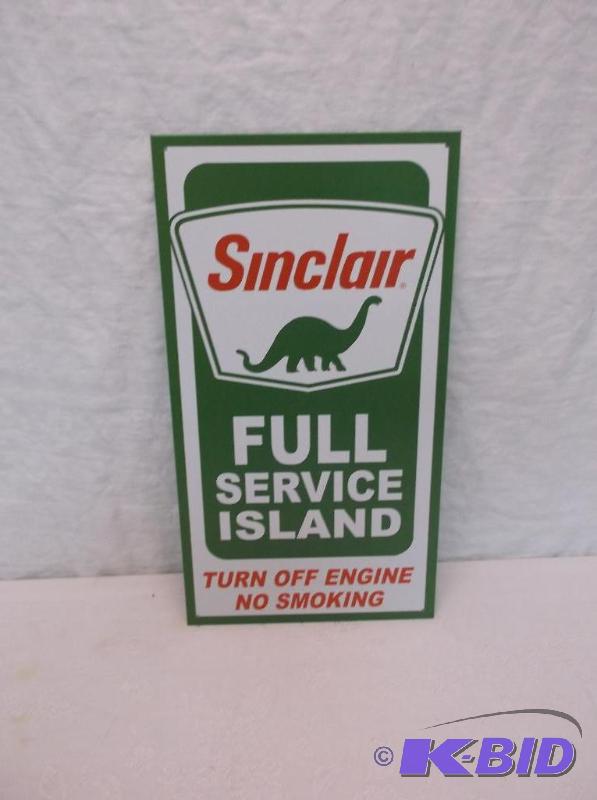 Sinclair®
FULL
SERVICE
ISLAND
TURN OFF ENGINE
NO SMOKING
© K-BID